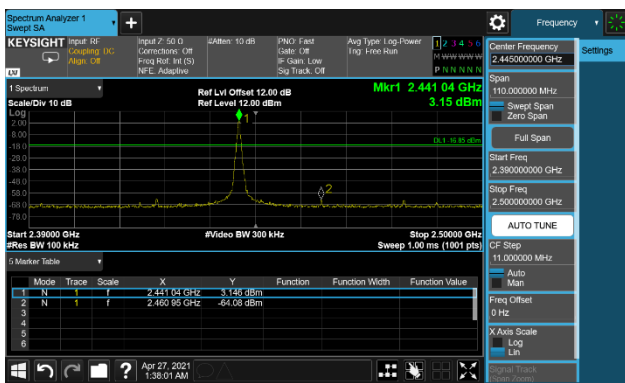 Spectrum Analyzer 1
Swept SA
+
Frequency
KEYSIGHT
Input: RF
Coupling: DC
Align: Off
Input Z: 50 Ω
Corrections: Off
Freq Ref: Int (S)
NFE: Adaptive
#Atten: 10 dB
PNO: Fast
Gate: Off
IF Gain: Low
Sig Track: Off
Avg Type: Log-Power
Trig: Free Run
1 2 3 4 5 6
M W W W W W
P N N N N N
LXI
1 Spectrum
Scale/Div 10 dB
Ref Lvl Offset 12.00 dB
Ref Level 12.00 dBm
Mkr1 2.441 04 GHz
3.15 dBm
Log
2.00
-8.00
-18.0
-28.0
-38.0
-48.0
-58.0
-68.0
-78.0
1
2
DL1 -16.85 dBm
Start 2.39000 GHz
#Res BW 100 kHz
#Video BW 300 kHz
Stop 2.50000 GHz
Sweep 1.00 ms (1001 pts)
5 Marker Table
Mode Trace Scale X Y Function Function Width Function Value
1 N 1 f 2.441 04 GHz 3.146 dBm
2 N 1 f 2.460 95 GHz -64.08 dBm
3
4
5
6
Center Frequency
2.445000000 GHz
Settings
Span
110.000000 MHz
Swept Span
Zero Span
Full Span
Start Freq
2.390000000 GHz
Stop Freq
2.500000000 GHz
AUTO TUNE
CF Step
11.000000 MHz
Auto
Man
Freq Offset
0 Hz
X Axis Scale
Log
Lin
Signal Track
(Span Zoom)
?
Apr 27, 2021
1:38:01 AM